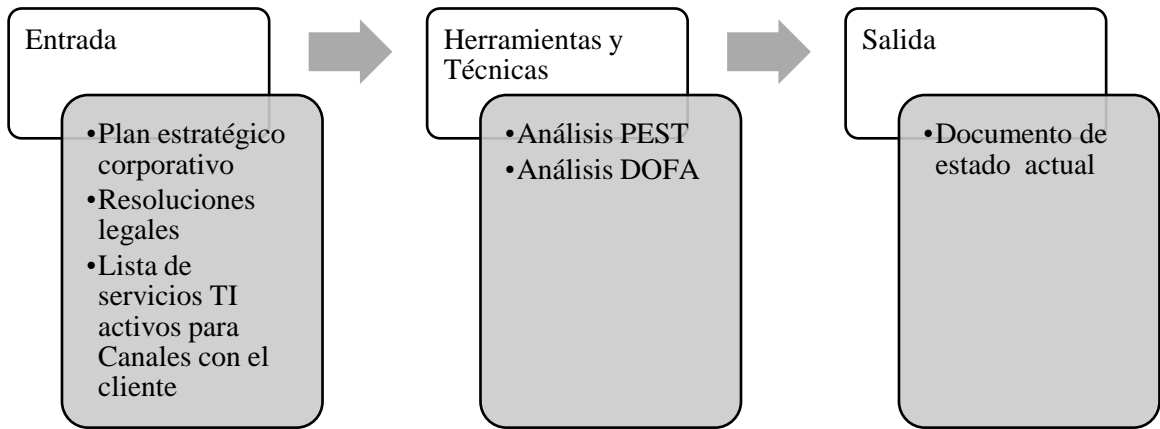 Entrada
•Plan estratégico
corporativo
•Resoluciones
legales
•Lista de
servicios TI
activos para
Canales con el
cliente
Herramientas y
Técnicas
•Análisis PEST
•Análisis DOFA
Salida
•Documento de
estado actual